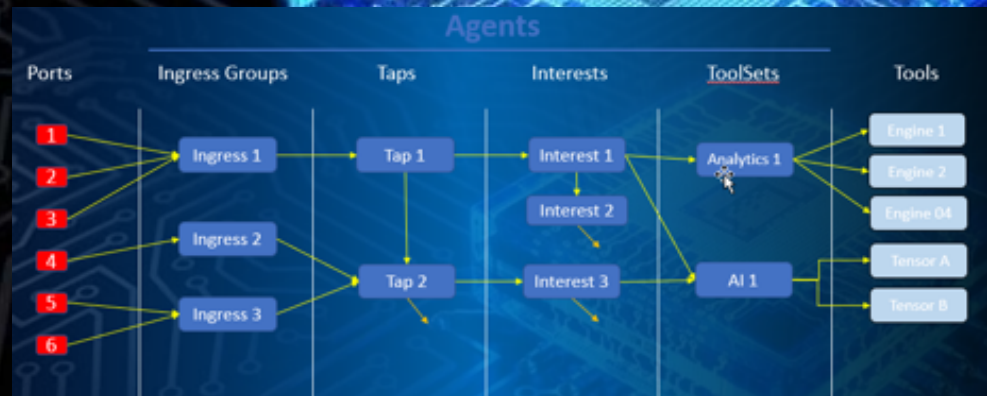 Agents
Ports
Ingress Groups
Taps
Interests
ToolSets
Tools
1
2
3
4
5
6
Ingress 1
Ingress 2
Ingress 3
Tap 1
Tap 2
Interest 1
Interest 2
Interest 3
Analytics 1
AI 1
Engine 1
Engine 2
Engine 04
Tensor A
Tensor B